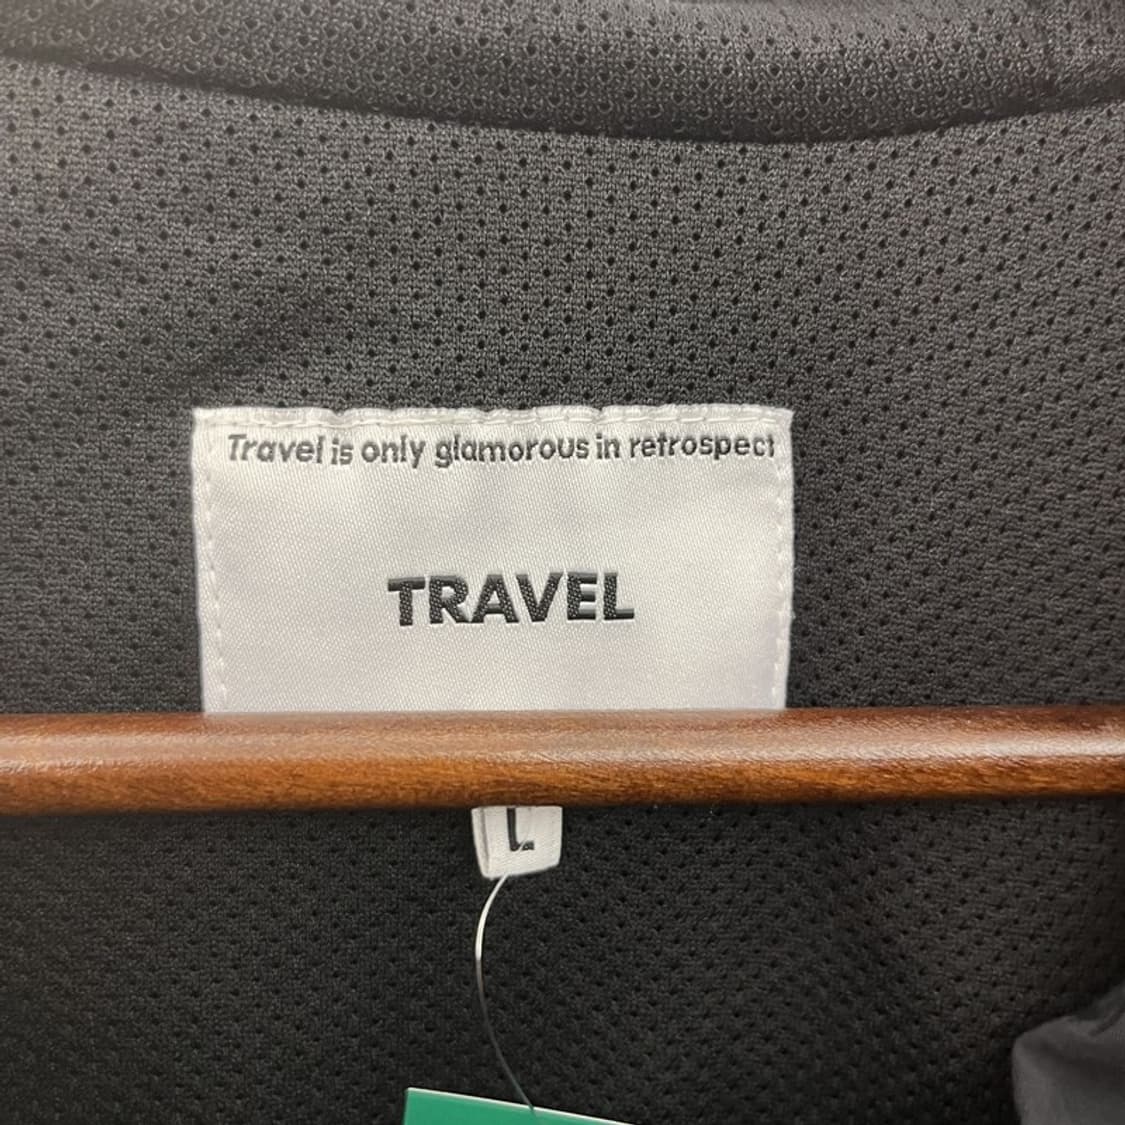 Travel is only glamorous in retrospect
TRAVEL
L